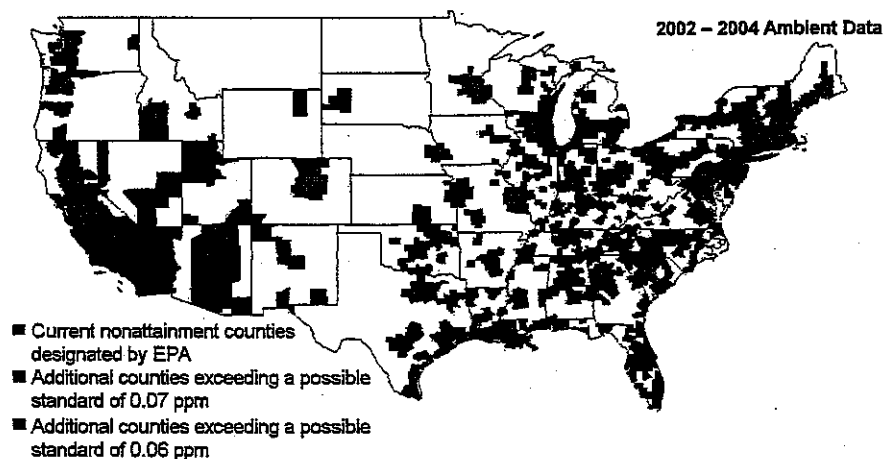 2002 – 2004 Ambient Data
Current nonattainment counties
designated by EPA
Additional counties exceeding a possible
standard of 0.07 ppm
Additional counties exceeding a possible
standard of 0.06 ppm